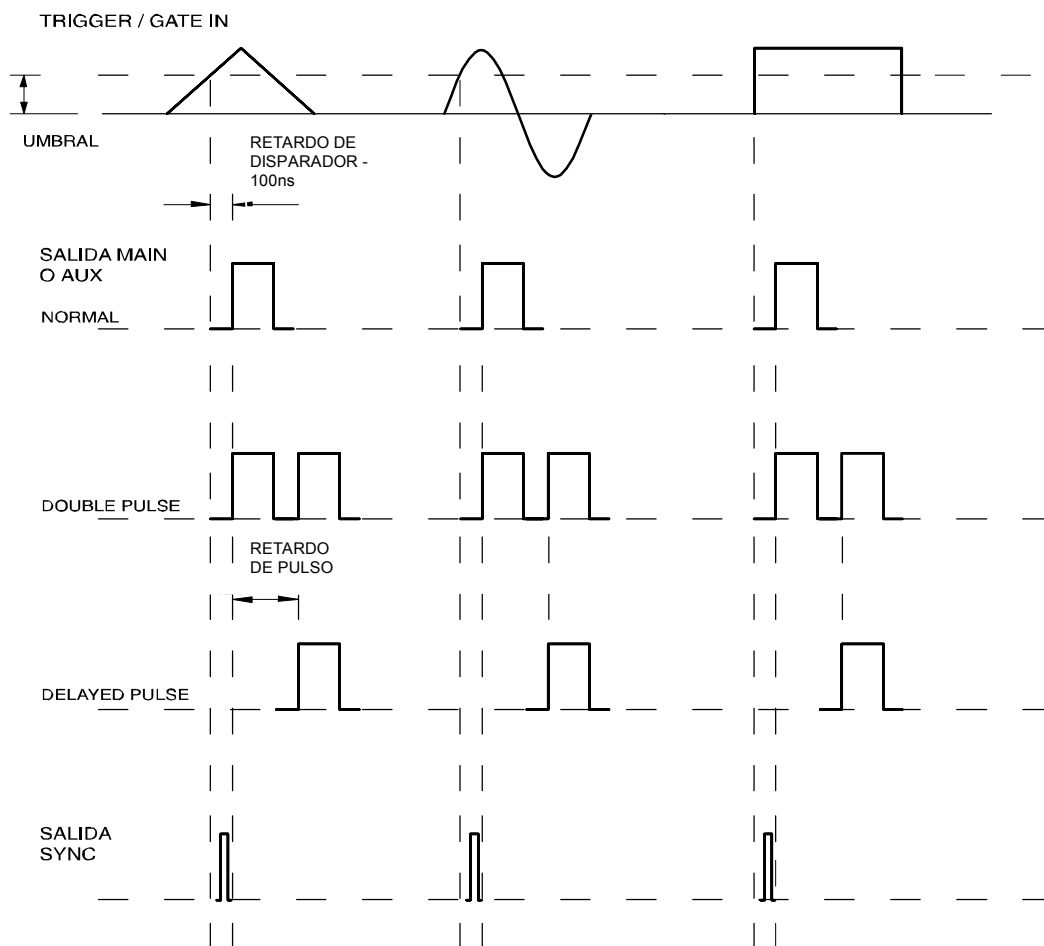 TRIGGER / GATE IN
UMBRAL
RETARDO DE
DISPARADOR -
100ns
SALIDA MAIN
O AUX
NORMAL
DOUBLE PULSE
RETARDO
DE PULSO
DELAYED PULSE
SALIDA
SYNC